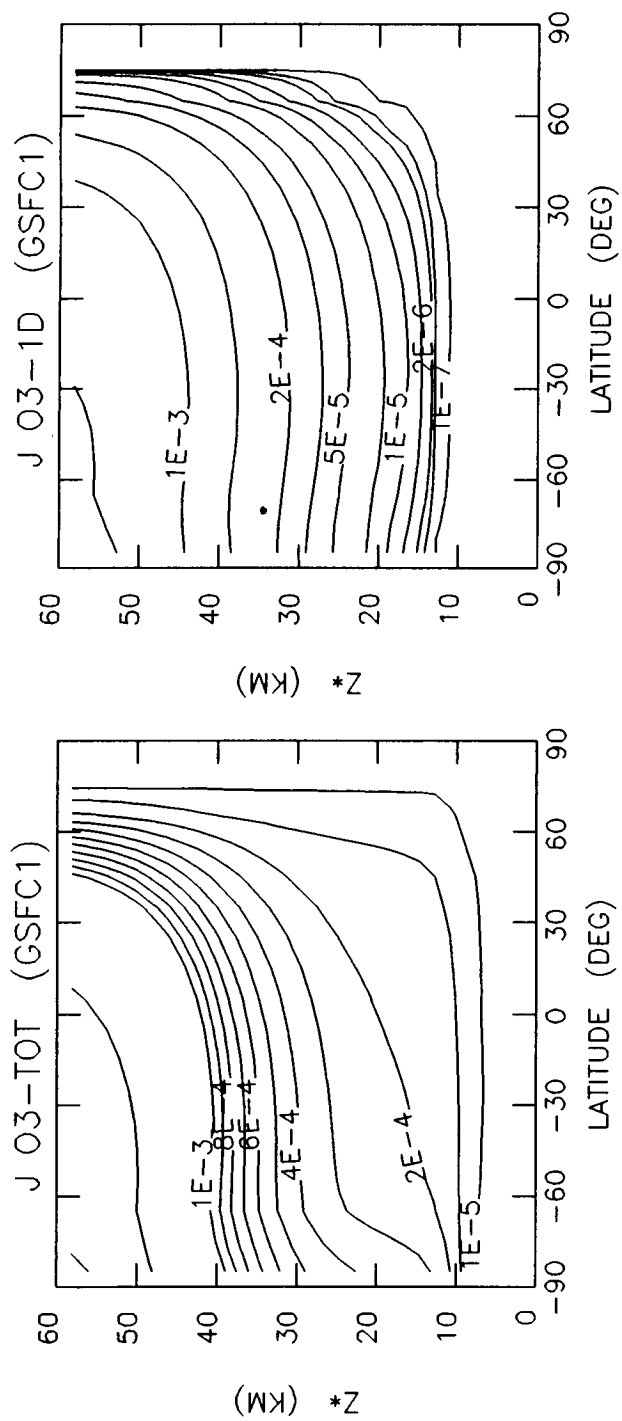 J O3-TOT (GSFC1)
60
50
40
30
20
10
0
Z* (KM)
1E-3
8E-4
6E-4
4E-4
2E-4
1E-5
-90 -60 -30 0 30 60 90
LATITUDE (DEG)
J O3-1D (GSFC1)
60
50
40
30
20
10
0
Z* (KM)
1E-3
2E-4
5E-5
1E-5
2E-6
1E-7
-90 -60 -30 0 30 60 90
LATITUDE (DEG)